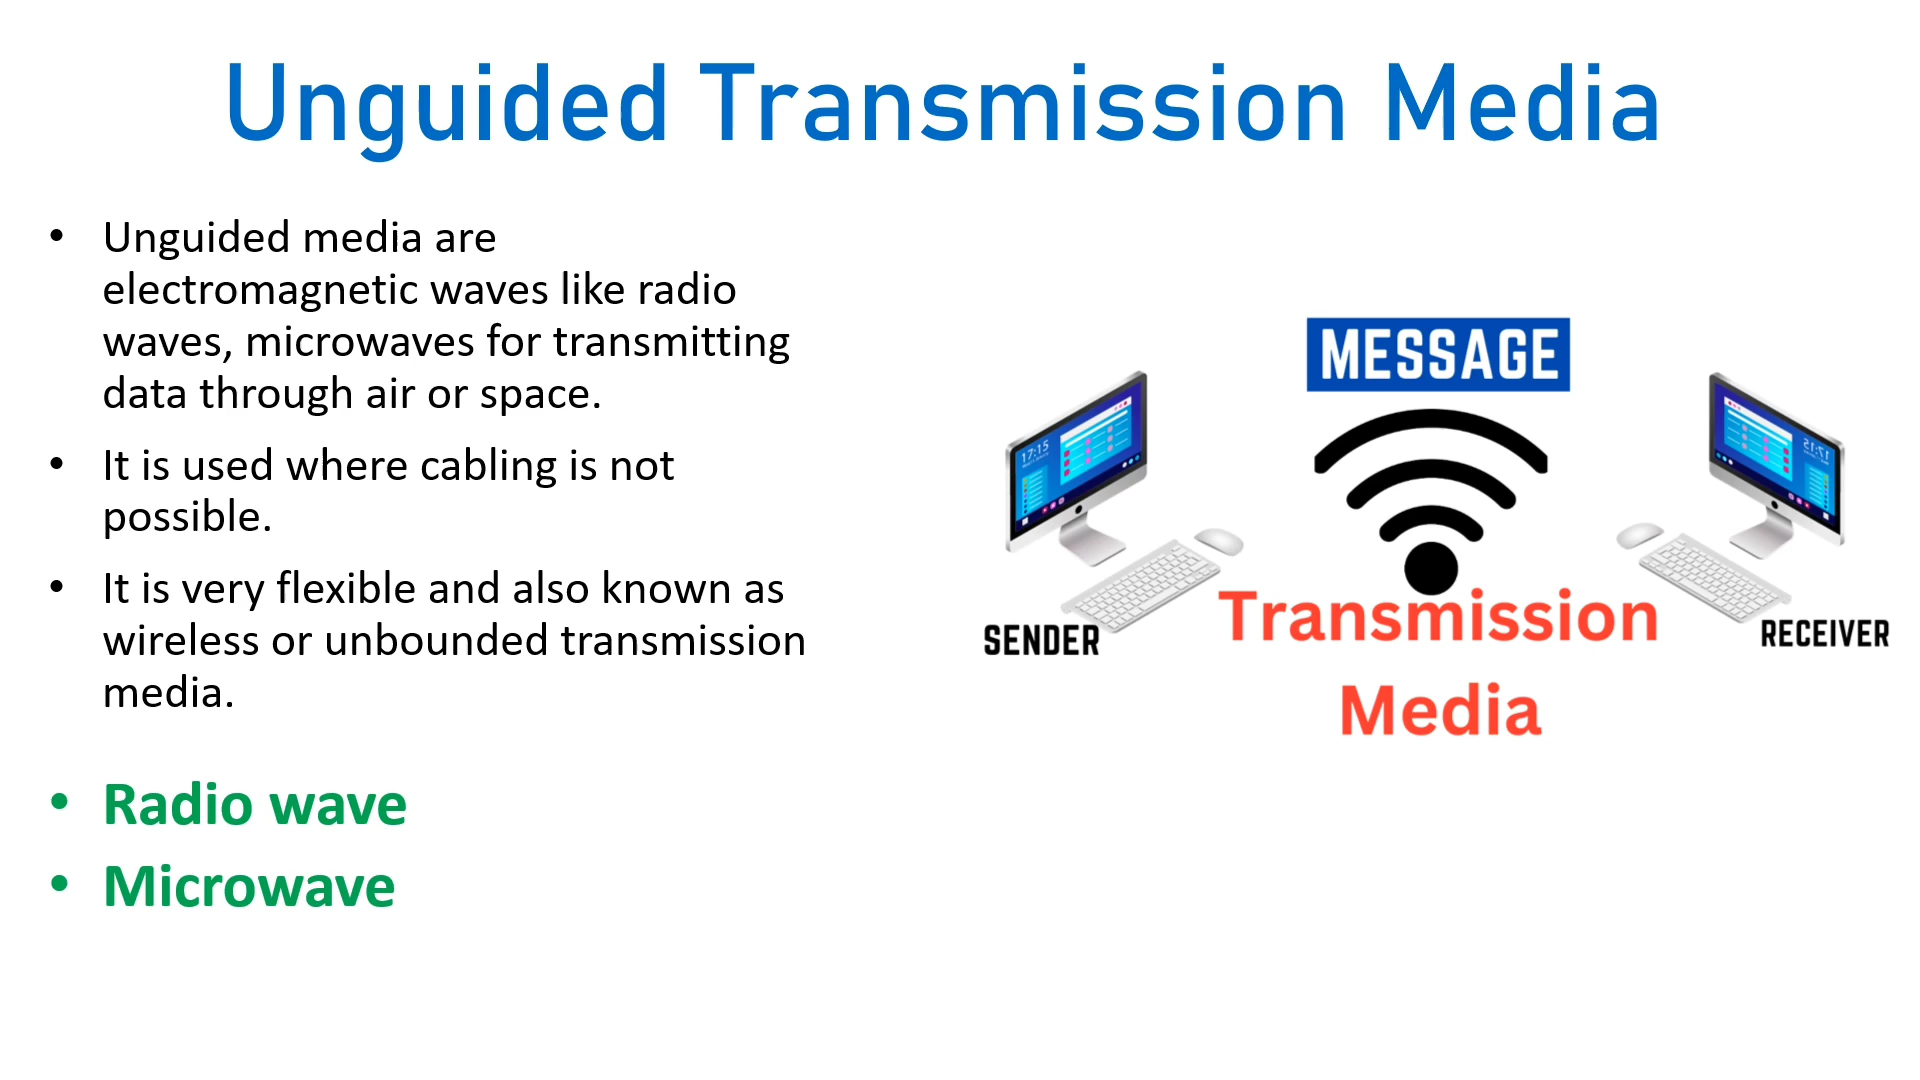 Unguided Transmission Media
• Unguided media are
electromagnetic waves like radio
waves, microwaves for transmitting
data through air or space.
• It is used where cabling is not
possible.
• It is very flexible and also known as
wireless or unbounded transmission
media.
• Radio wave
• Microwave
MESSAGE
17:15
SENDER
Transmission
Media
RECEIVER